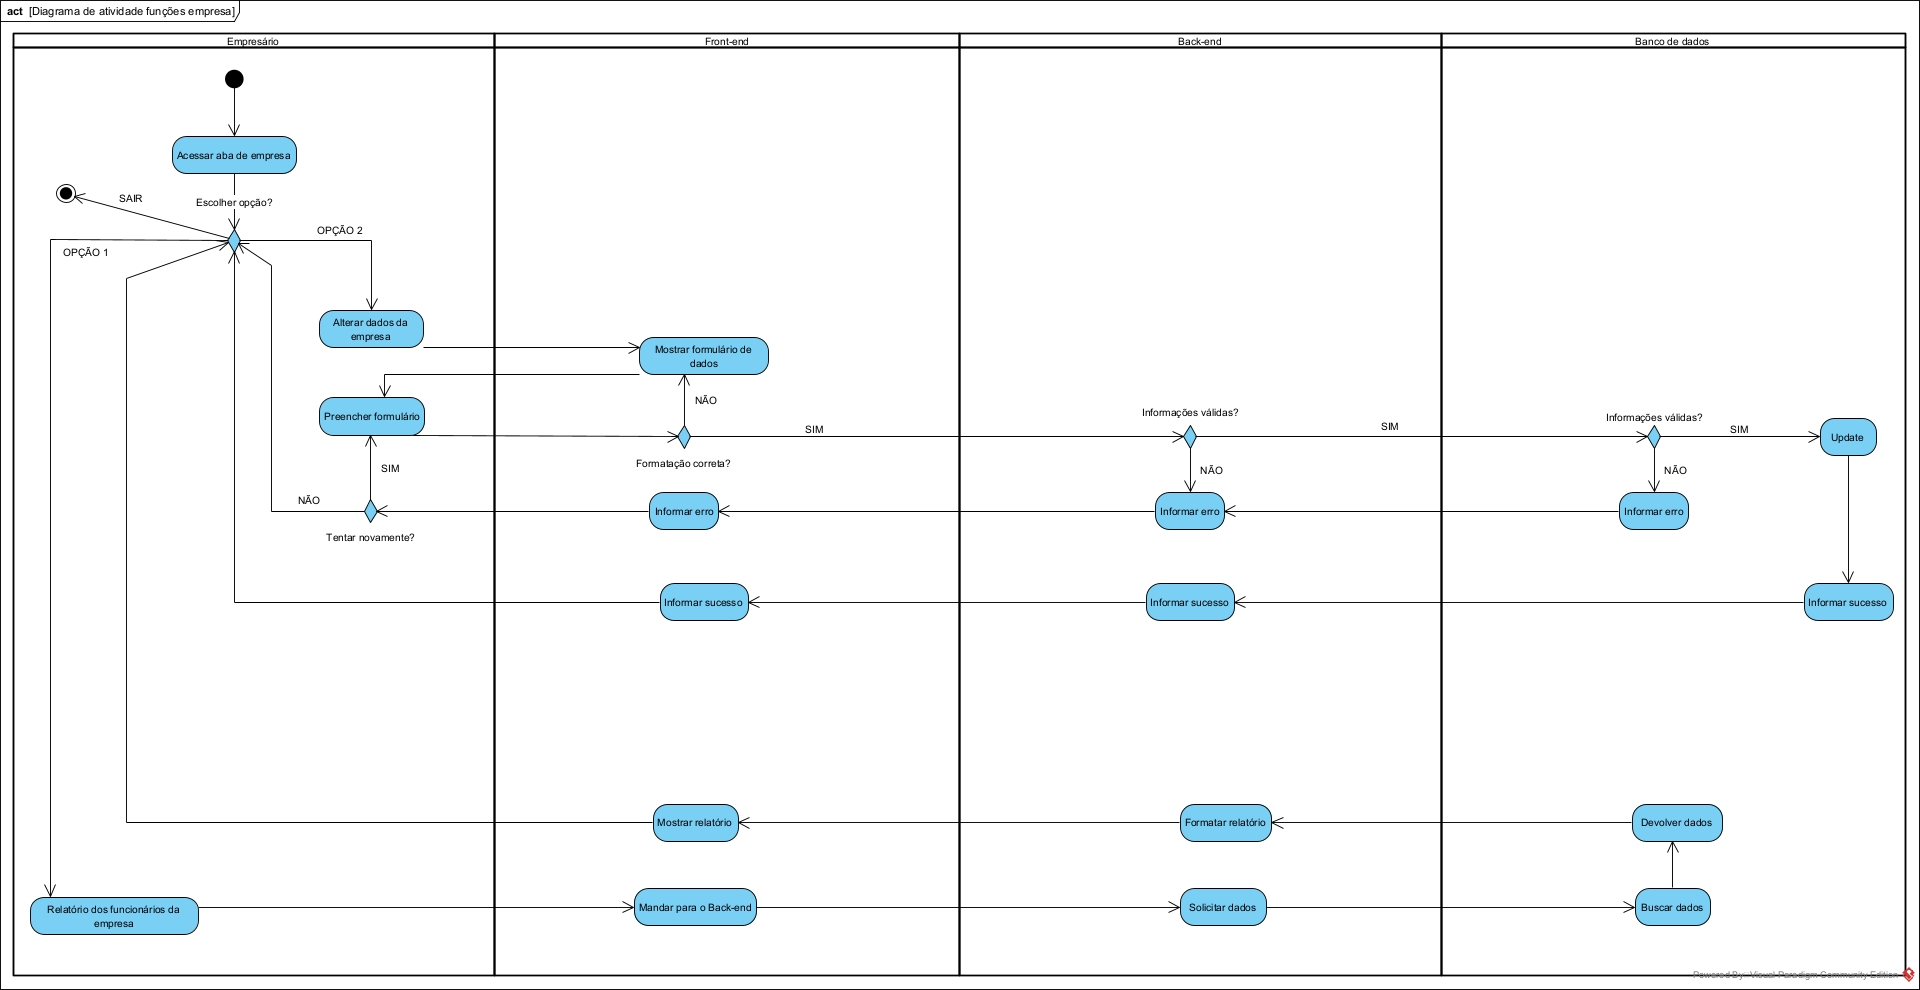 act [Diagrama de atividade funções empresa]
Empresário
Front-end
Back-end
Banco de dados
Acessar aba de empresa
SAIR
Escolher opção?
OPÇÃO 2
OPÇÃO 1
Alterar dados da
empresa
Mostrar formulário de
dados
NÃO
Preencher formulário
Informações válidas?
Informações válidas?
SIM
SIM
SIM
Update
Formatação correta?
SIM
NÃO
NÃO
NÃO
Informar erro
Informar erro
Informar erro
Tentar novamente?
Informar sucesso
Informar sucesso
Informar sucesso
Mostrar relatório
Formatar relatório
Devolver dados
Relatório dos funcionários da
empresa
Mandar para o Back-end
Solicitar dados
Buscar dados
Powered By: Visual Paradigm Community Edition